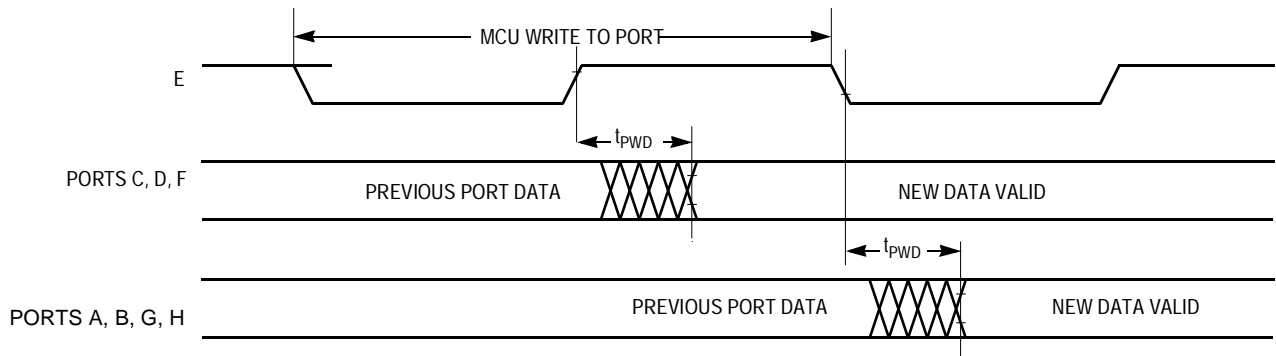 MCU WRITE TO PORT
E
tPWD
PORTS C, D, F
PREVIOUS PORT DATA
NEW DATA VALID
tPWD
PORTS A, B, G, H
PREVIOUS PORT DATA
NEW DATA VALID